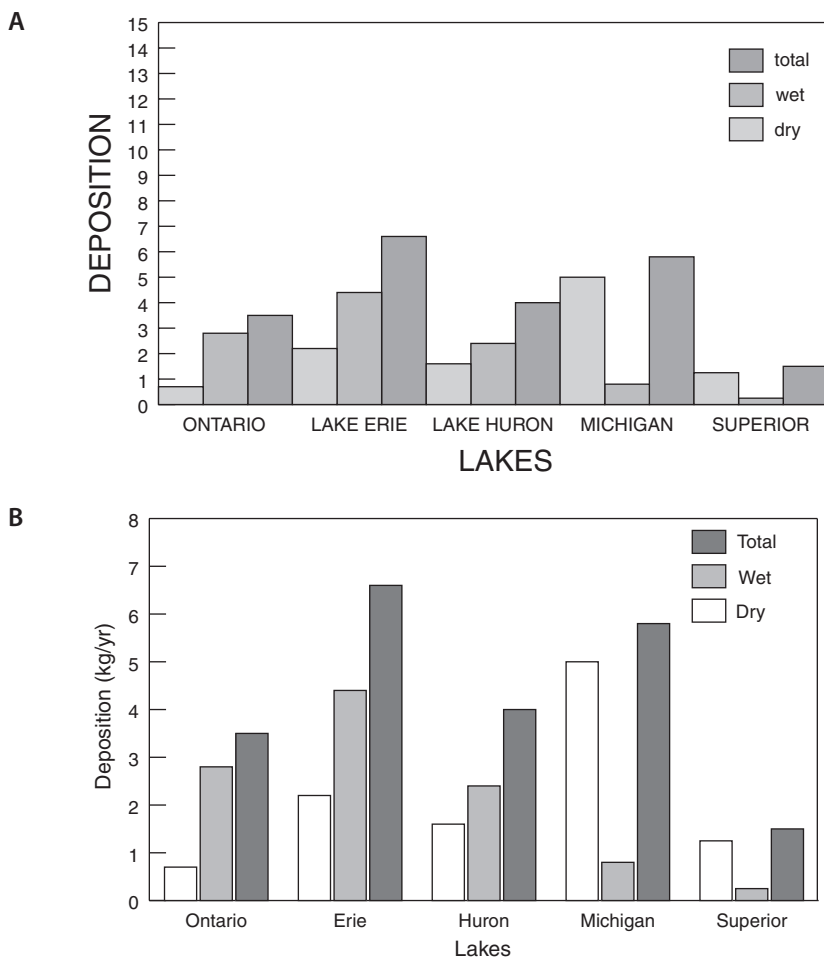 A
15
14
13
12
11
10
9
8
7
6
5
4
3
2
1
0
DEPOSITION
total
wet
dry
ONTARIO LAKE ERIE LAKE HURON MICHIGAN SUPERIOR
LAKES
B
8
7
6
5
4
3
2
1
0
Deposition (kg/yr)
Total
Wet
Dry
Ontario Erie Huron Michigan Superior
Lakes